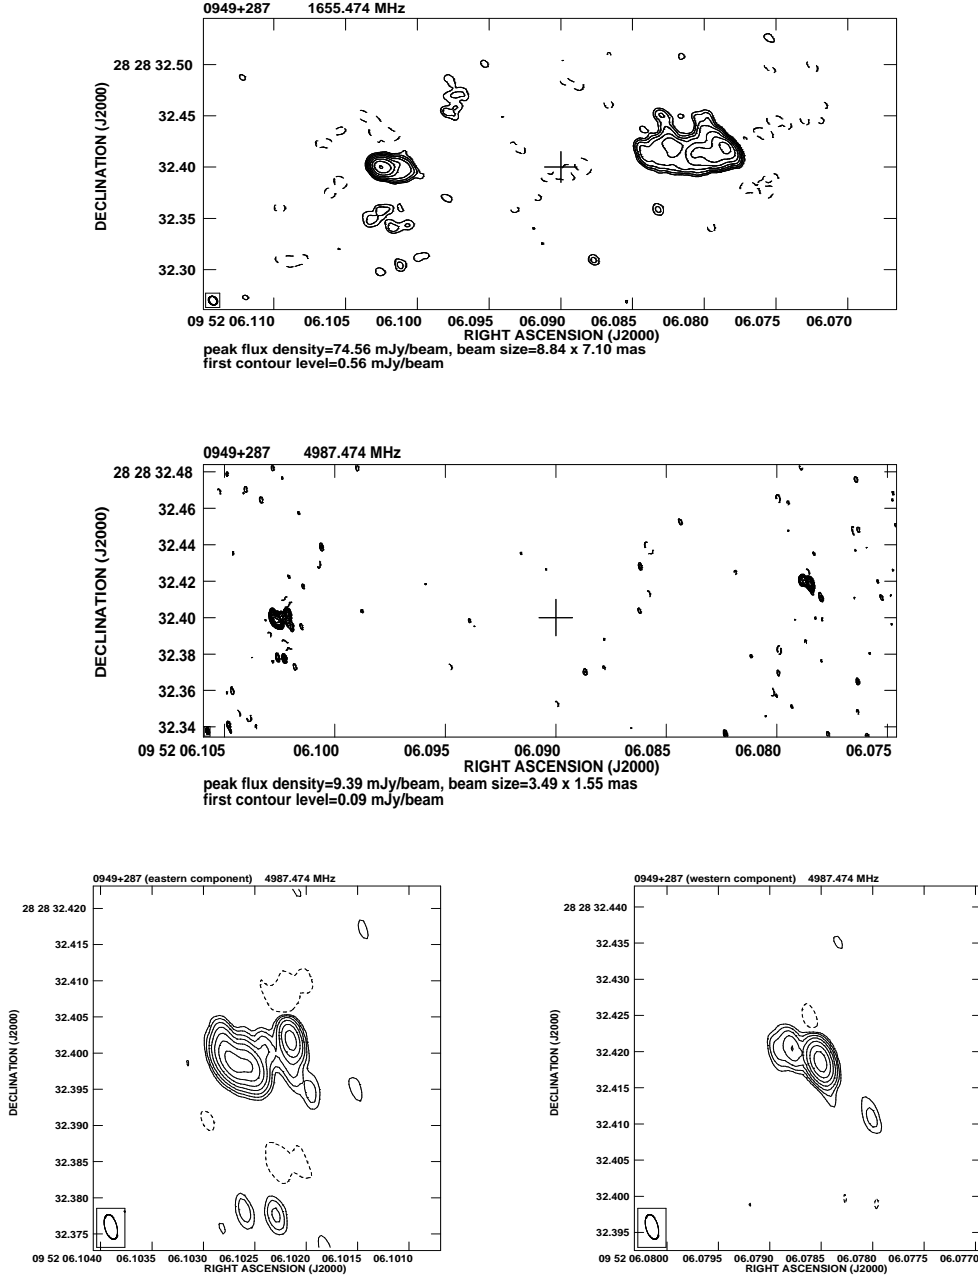 0949+287 1655.474 MHz
28 28 32.50
32.45
32.40
32.35
32.30
DECLINATION (J2000)
09 52 06.110 06.105 06.100 06.095 06.090 06.085 06.080 06.075 06.070
RIGHT ASCENSION (J2000)
peak flux density=74.56 mJy/beam, beam size=8.84 x 7.10 mas
first contour level=0.56 mJy/beam
0949+287 4987.474 MHz
28 28 32.48
32.46
32.44
32.42
32.40
32.38
32.36
32.34
DECLINATION (J2000)
09 52 06.105 06.100 06.095 06.090 06.085 06.080 06.075
RIGHT ASCENSION (J2000)
peak flux density=9.39 mJy/beam, beam size=3.49 x 1.55 mas
first contour level=0.09 mJy/beam
0949+287 (eastern component) 4987.474 MHz
28 28 32.420
32.415
32.410
32.405
32.400
32.395
32.390
32.385
32.380
32.375
DECLINATION (J2000)
09 52 06.1040 06.1035 06.1030 06.1025 06.1020 06.1015 06.1010
RIGHT ASCENSION (J2000)
0949+287 (western component) 4987.474 MHz
28 28 32.440
32.435
32.430
32.425
32.420
32.415
32.410
32.405
32.400
32.395
DECLINATION (J2000)
09 52 06.0800 06.0795 06.0790 06.0785 06.0780 06.0775 06.0770
RIGHT ASCENSION (J2000)